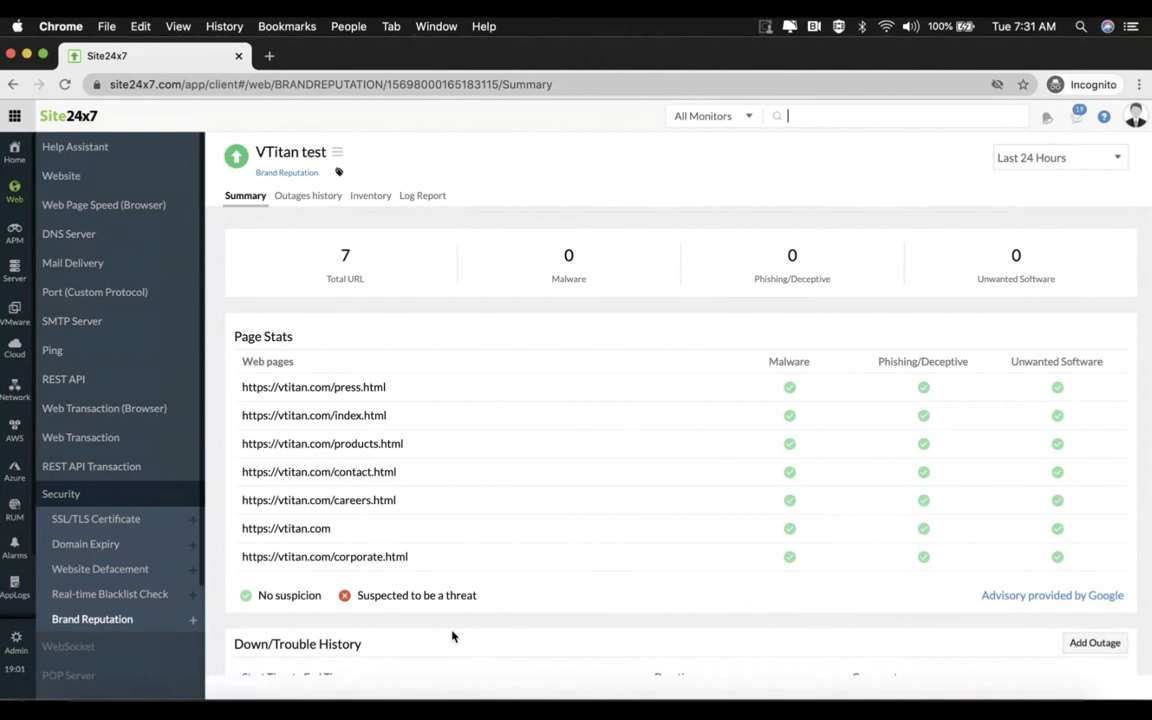 Chrome File Edit View History Bookmarks People Tab Window Help 100% Tue 7:31 AM
Site24x7
site24x7.com/app/client#/web/BRANDREPUTATION/15698000165183115/Summary Incognito
Site24x7 All Monitors 19
Home
Web
APM
Server
VMware
Cloud
Network
AWS
Azure
RUM
Alarms
AppLogs
Admin
19:01
Help Assistant
Website
Web Page Speed (Browser)
DNS Server
Mail Delivery
Port (Custom Protocol)
SMTP Server
Ping
REST API
Web Transaction (Browser)
Web Transaction
REST API Transaction
Security
SSL/TLS Certificate +
Domain Expiry +
Website Defacement +
Real-time Blacklist Check +
Brand Reputation +
WebSocket
POP Server
VTitan test
Brand Reputation
Last 24 Hours
Summary Outages history Inventory Log Report
7 0 0 0
Total URL Malware Phishing/Deceptive Unwanted Software
Page Stats
Web pages Malware Phishing/Deceptive Unwanted Software
https://vtitan.com/press.html
https://vtitan.com/index.html
https://vtitan.com/products.html
https://vtitan.com/contact.html
https://vtitan.com/careers.html
https://vtitan.com
https://vtitan.com/corporate.html
No suspicion Suspected to be a threat Advisory provided by Google
Down/Trouble History Add Outage